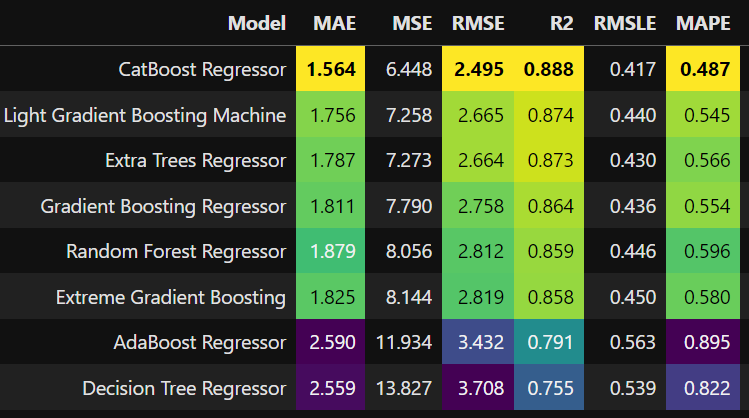 Model MAE MSE RMSE R2 RMSLE MAPE
CatBoost Regressor 1.564 6.448 2.495 0.888 0.417 0.487
Light Gradient Boosting Machine 1.756 7.258 2.665 0.874 0.440 0.545
Extra Trees Regressor 1.787 7.273 2.664 0.873 0.430 0.566
Gradient Boosting Regressor 1.811 7.790 2.758 0.864 0.436 0.554
Random Forest Regressor 1.879 8.056 2.812 0.859 0.446 0.596
Extreme Gradient Boosting 1.825 8.144 2.819 0.858 0.450 0.580
AdaBoost Regressor 2.590 11.934 3.432 0.791 0.563 0.895
Decision Tree Regressor 2.559 13.827 3.708 0.755 0.539 0.822